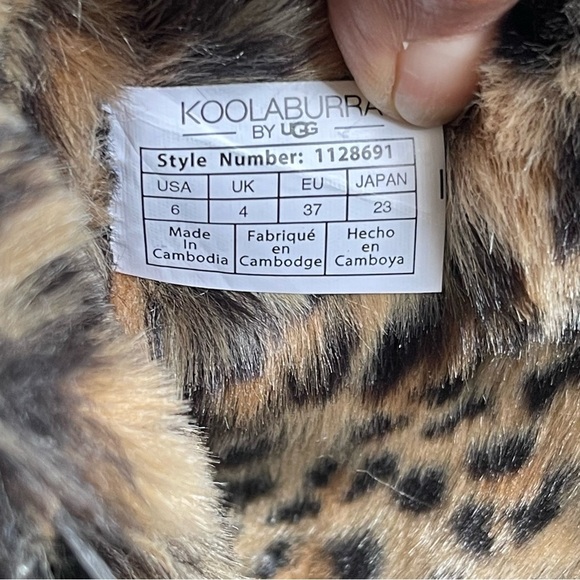 KOOLABURRA
BY UGG
Style Number: 1128691
USA UK EU JAPAN
6 4 37 23
Made in Cambodia
Fabriqué en Cambodge
Hecho en Camboya